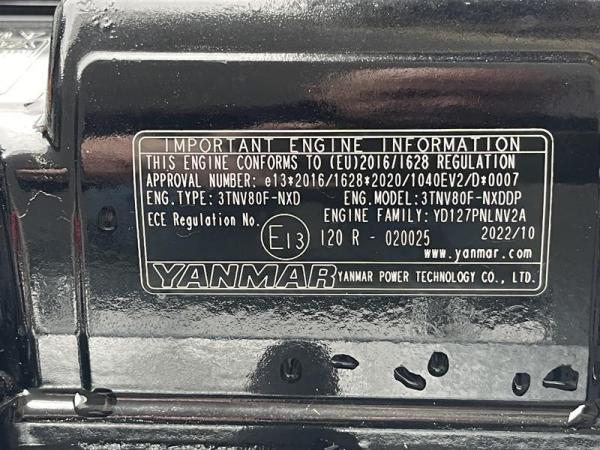 IMPORTANT ENGINE INFORMATION
THIS ENGINE CONFORMS TO (EU)2016/1628 REGULATION
APPROVAL NUMBER: e13*2016/1628*2020/1040EV2/D*0007
ENG.TYPE: 3TNV80F-NXD ENG.MODEL: 3TNV80F-NXDDP
ECE Regulation No. ENGINE FAMILY: YD127PNLNV2A
E13 120 R - 020025 2022/10
www.yanmar.com
YANMAR YANMAR POWER TECHNOLOGY CO., LTD.